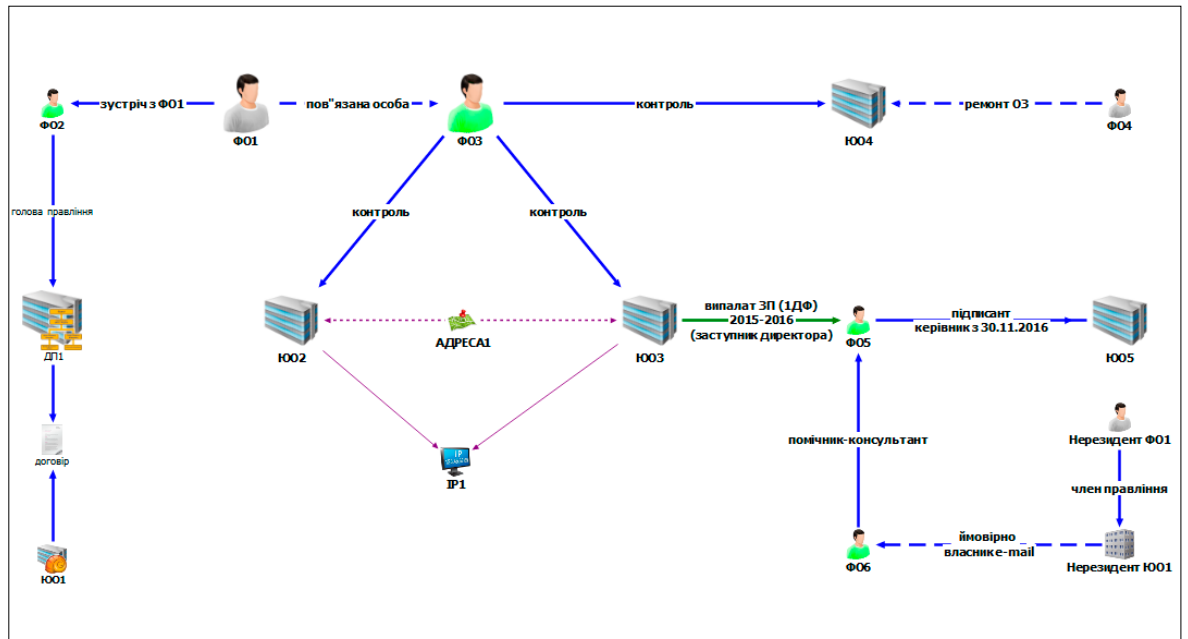 зустріч з ФО1
пов"язана особа
контроль
ремонт ОЗ
ФО2
ФО1
ФО3
ЮО4
ФО4
голова правління
контроль
контроль
випалат ЗП (1ДФ)
2015-2016
(заступник директора)
підписант
керівник з 30.11.2016
ДП1
ЮО2
АДРЕСА1
ЮО3
ФО5
ЮО5
договір
IP
IP1
помічник-консультант
Нерезидент ФО1
член правління
ймовірно
власник e-mail
ЮО1
ФО6
Нерезидент ЮО1